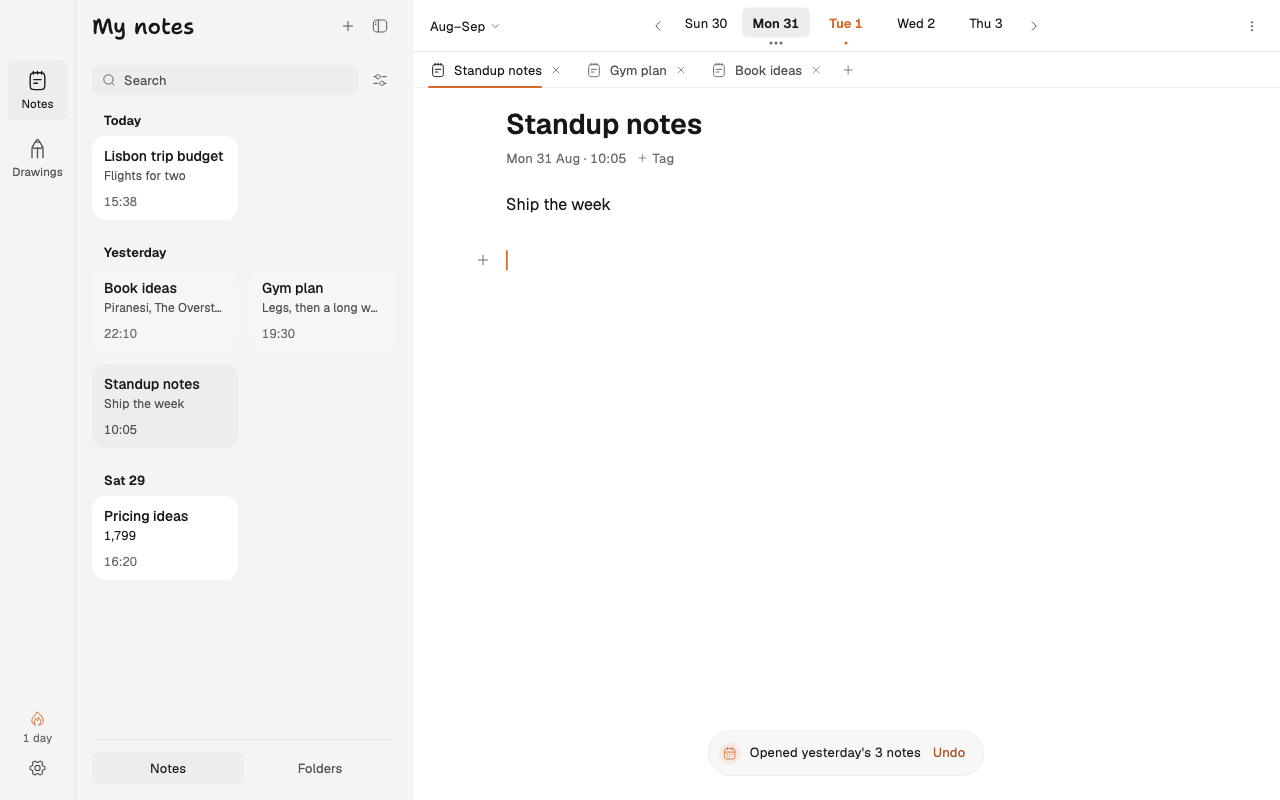 Notes
Drawings
1 day
My notes
Search
Today
Lisbon trip budget
Flights for two
15:38
Yesterday
Book ideas
Piranesi, The Overst...
22:10
Gym plan
Legs, then a long w...
19:30
Standup notes
Ship the week
10:05
Sat 29
Pricing ideas
1,799
16:20
Notes
Folders
Aug–Sep
Sun 30
Mon 31
Tue 1
Wed 2
Thu 3
Standup notes
Gym plan
Book ideas
Standup notes
Mon 31 Aug · 10:05 + Tag
Ship the week
Opened yesterday's 3 notes Undo